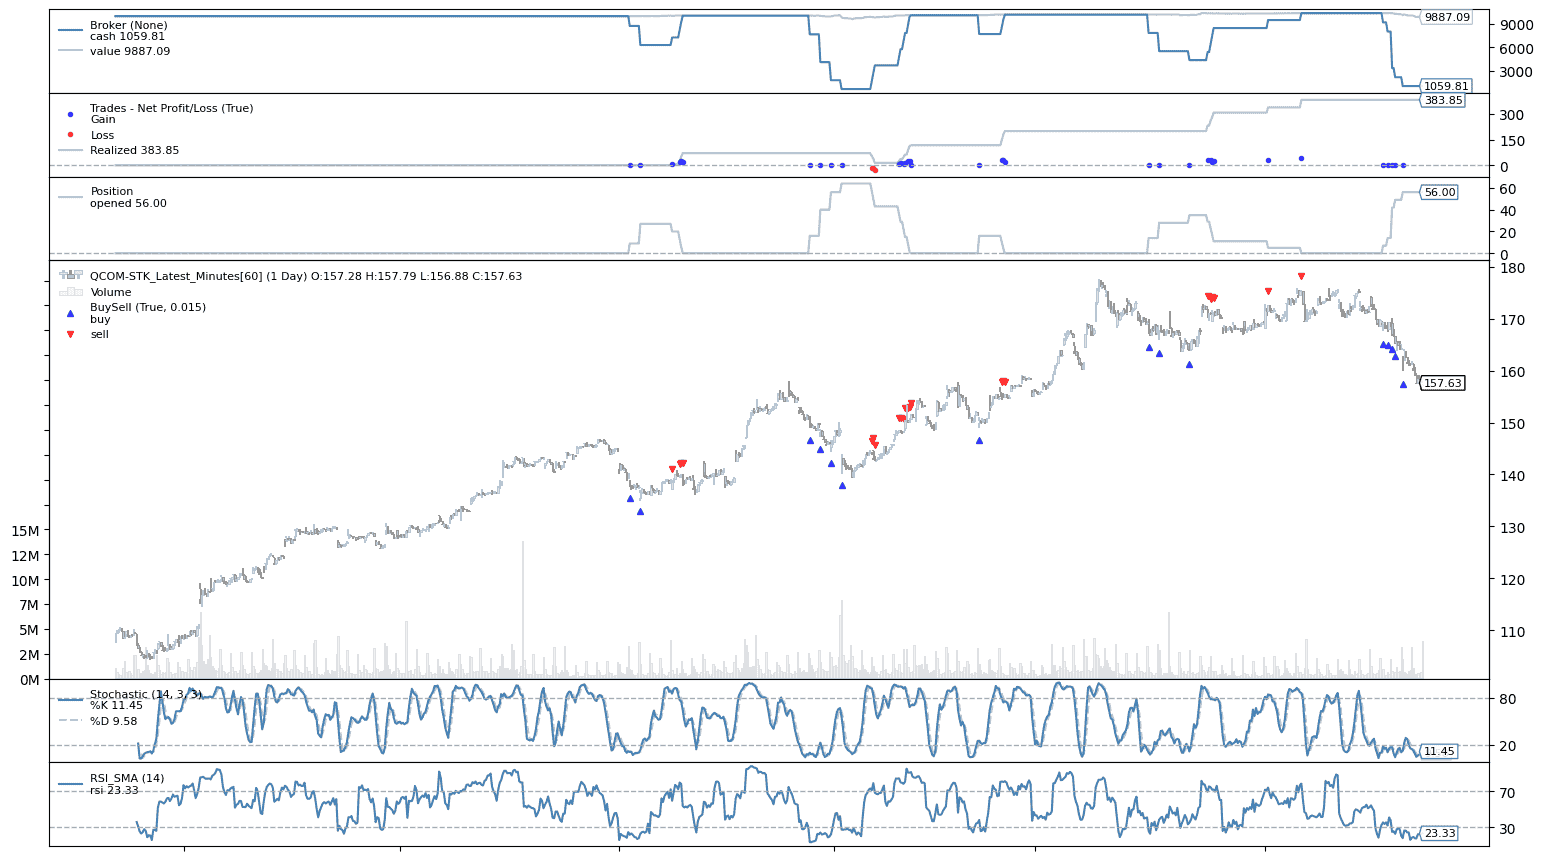 Broker (None)
cash 1059.81
value 9887.09
9887.09
9000
6000
3000
1059.81
Trades - Net Profit/Loss (True)
Gain
Loss
Realized 383.85
383.85
300
150
0
Position
opened 56.00
60
56.00
40
20
0
QCOM-STK_Latest_Minutes[60] (1 Day) O:157.28 H:157.79 L:156.88 C:157.63
Volume
BuySell (True, 0.015)
buy
sell
180
170
160
157.63
150
140
130
120
110
15M
12M
10M
7M
5M
2M
0M
Stochastic (14, 3, 3)
%K 11.45
%D 9.58
80
20
11.45
RSI_SMA (14)
rsi 23.33
70
30
23.33